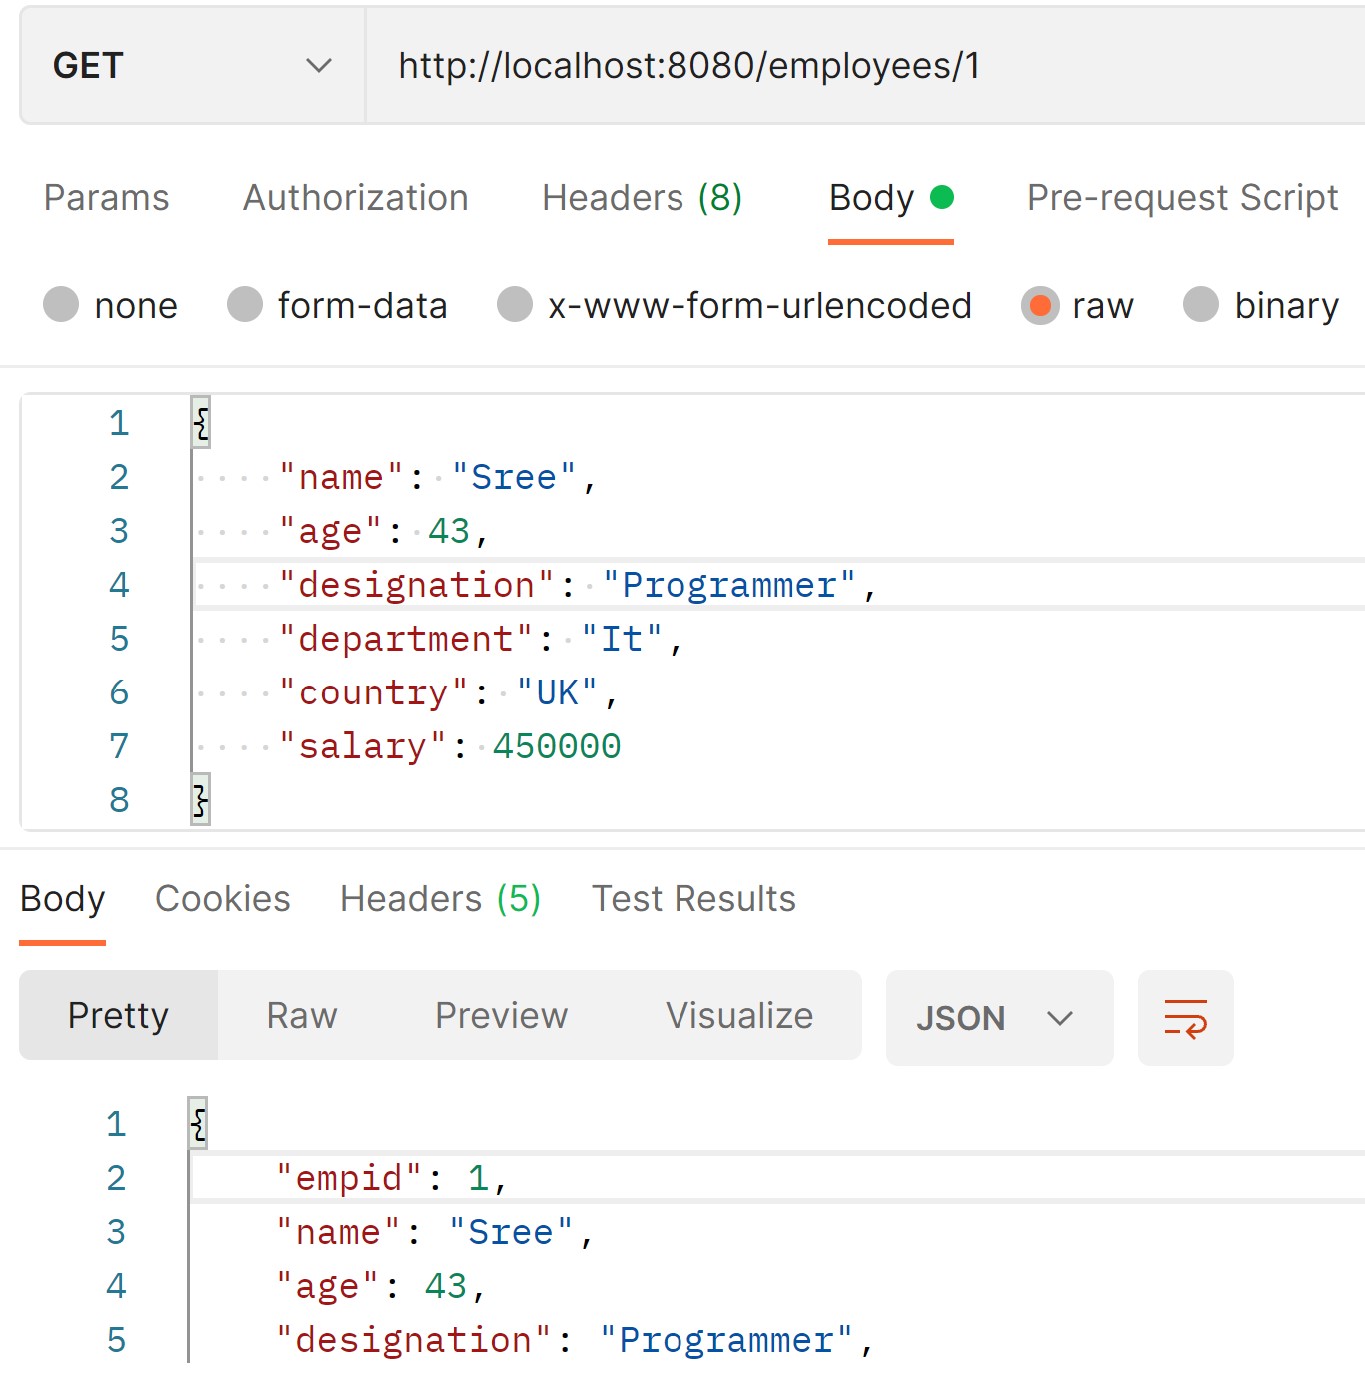 GET http://localhost:8080/employees/1
Params Authorization Headers (8) Body Pre-request Script
none form-data x-www-form-urlencoded raw binary
1 {
2 "name": "Sree",
3 "age": 43,
4 "designation": "Programmer",
5 "department": "It",
6 "country": "UK",
7 "salary": 450000
8 }
Body Cookies Headers (5) Test Results
Pretty Raw Preview Visualize JSON
1 {
2 "empid": 1,
3 "name": "Sree",
4 "age": 43,
5 "designation": "Programmer",